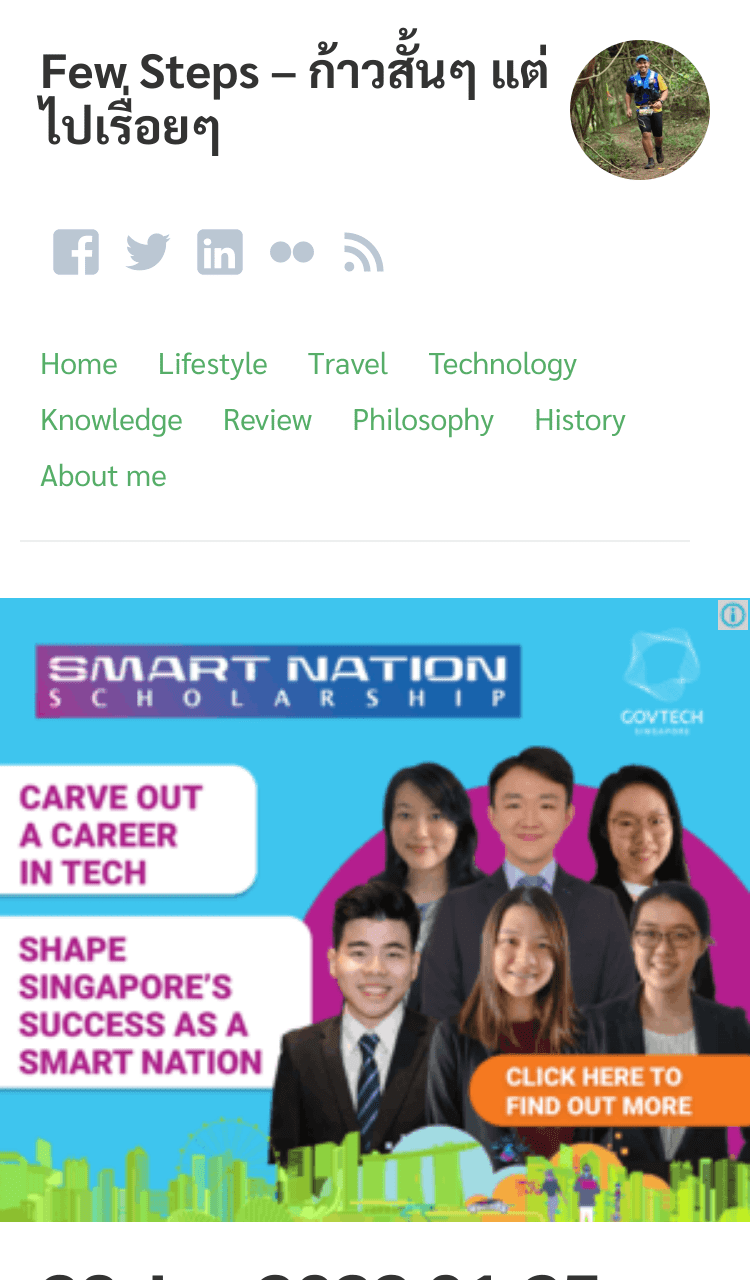 Few Steps – ก้าวสั้นๆ แต่
ไปเรื่อยๆ
Home Lifestyle Travel Technology
Knowledge Review Philosophy History
About me
SMART NATION
SCHOLARSHIP
GOVTECH
SINGAPORE
CARVE OUT
A CAREER
IN TECH
SHAPE
SINGAPORE'S
SUCCESS AS A
SMART NATION
CLICK HERE TO
FIND OUT MORE